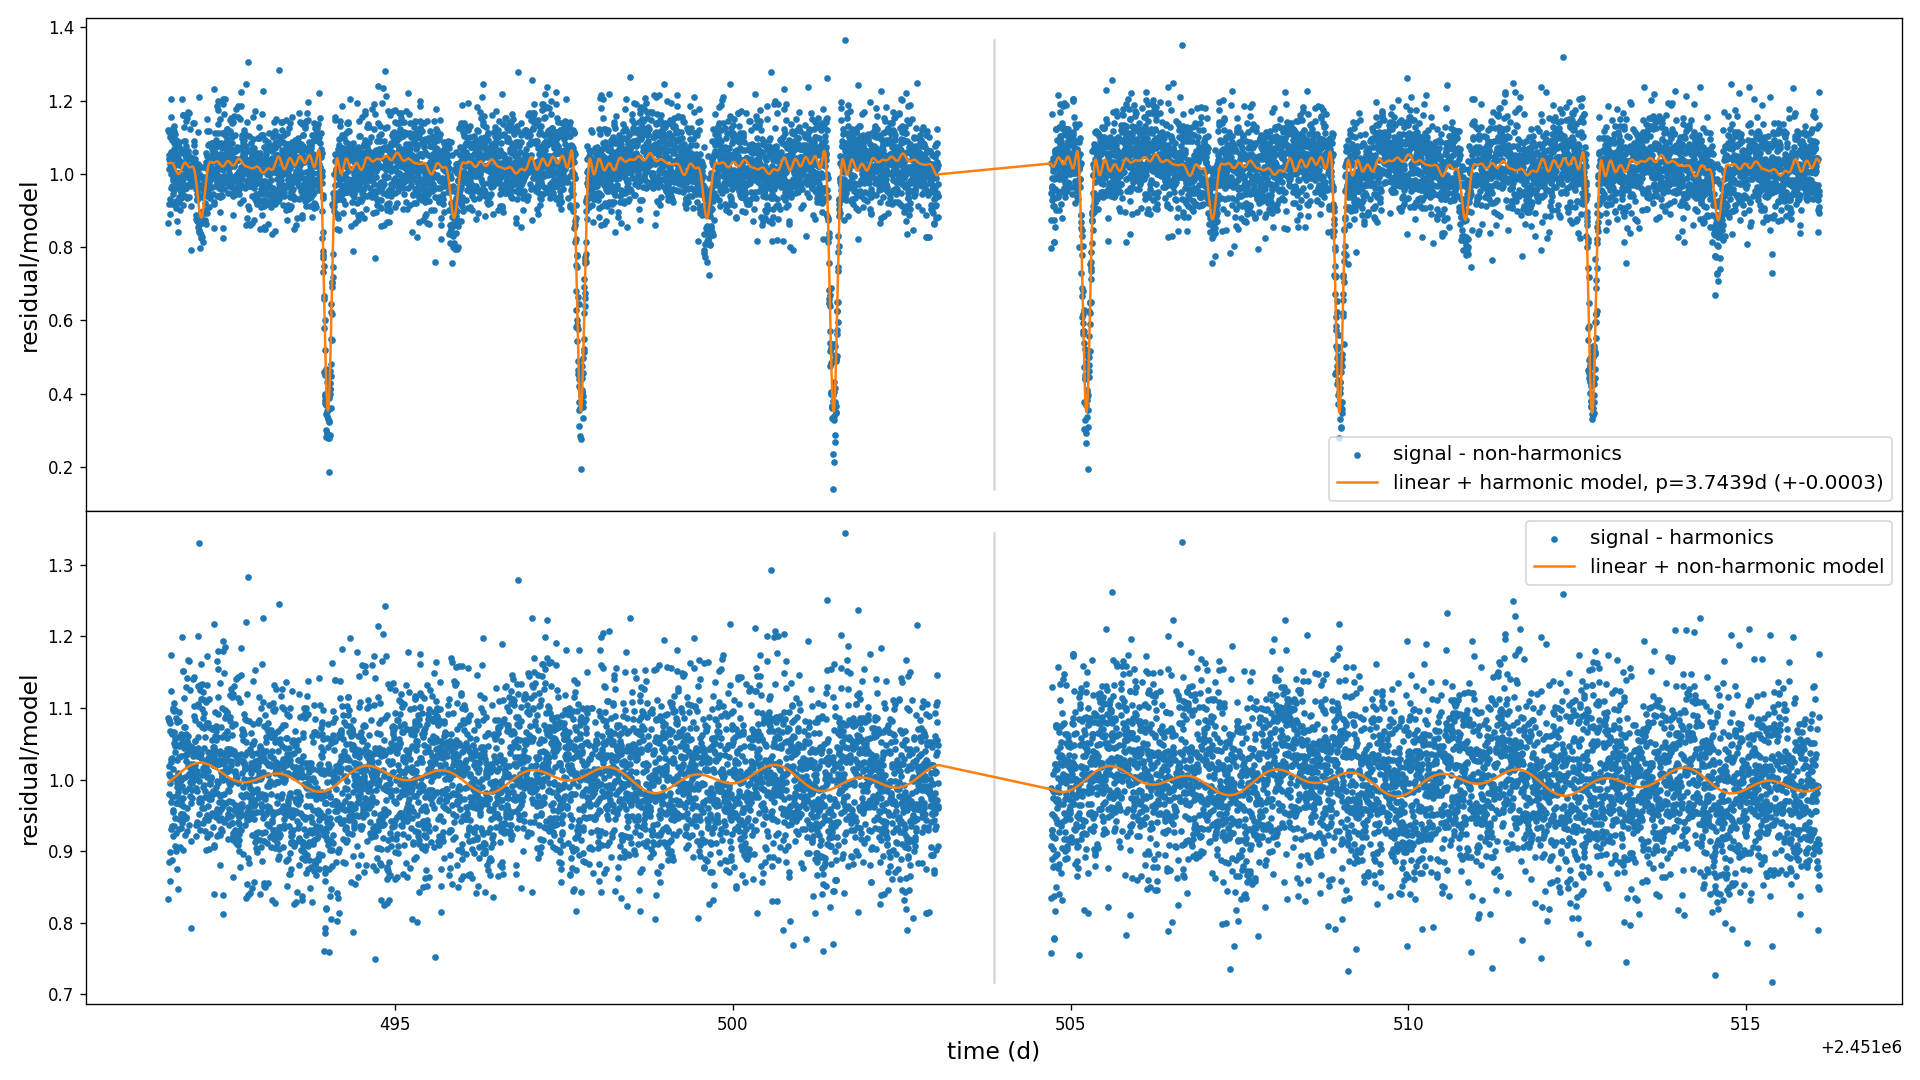 1.4
1.2
1.0
0.8
0.6
0.4
0.2
residual/model
signal - non-harmonics
linear + harmonic model, p=3.7439d (+-0.0003)
signal - harmonics
linear + non-harmonic model
1.3
1.2
1.1
1.0
0.9
0.8
0.7
residual/model
495
500
505
510
515
+2.451e6
time (d)